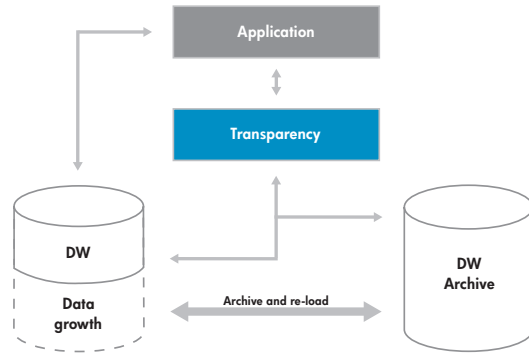 Application
Transparency
DW
Data
growth
Archive and re-load
DW
Archive